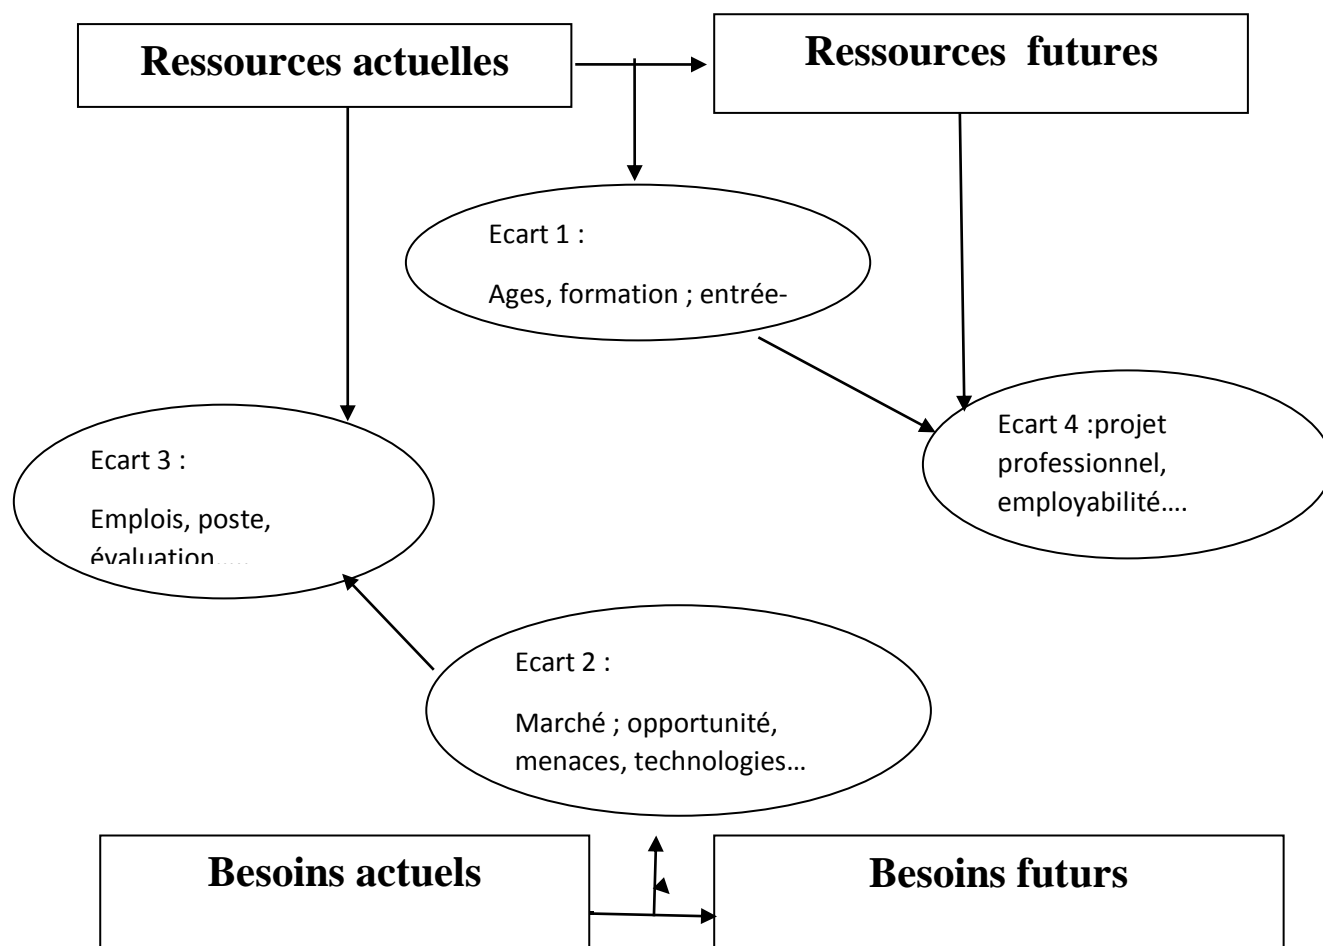 Ressources actuelles
Ressources futures
Ecart 1 :
Ages, formation ; entrée-
Ecart 4 :projet
professionnel,
employabilité....
Ecart 3 :
Emplois, poste,
évaluation.....
Ecart 2 :
Marché ; opportunité,
menaces, technologies…
Besoins actuels
Besoins futurs